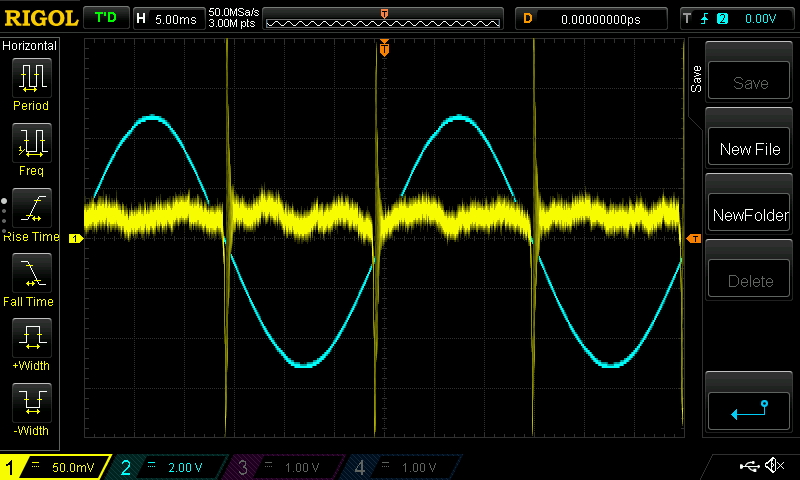 RIGOL T'D H 5.00ms 50.0MSa/s 3.00M pts T D 0.00000000ps T 2 0.00V
Horizontal
Period
Freq
Rise Time
Fall Time
+Width
-Width
T
1
T
Save
Save
New File
NewFolder
Delete
1 50.0mV 2 2.00 V 3 1.00 V 4 1.00 V